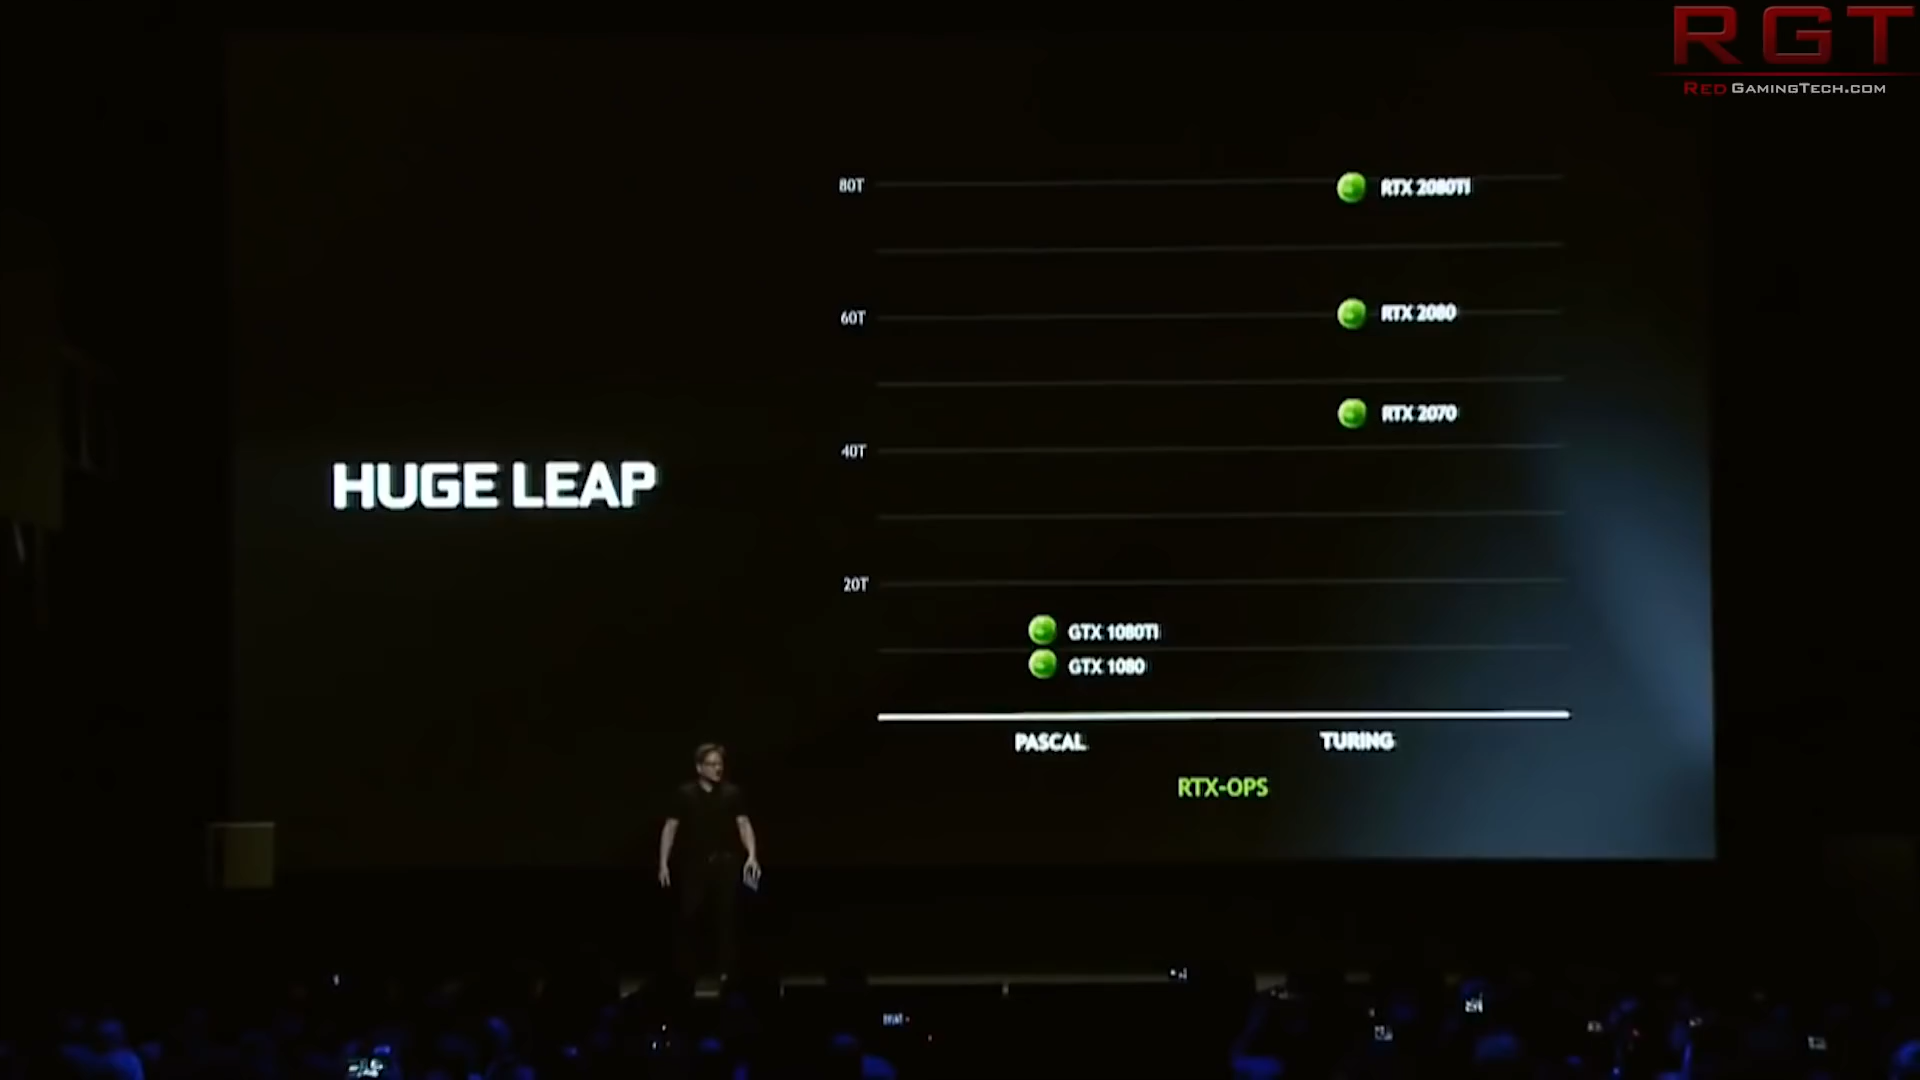 RGT
RED GAMINGTECH.COM
80T
RTX 2080TI
60T
RTX 2080
RTX 2070
40T
HUGE LEAP
20T
GTX 1080TI
GTX 1080
PASCAL
TURING
RTX-OPS